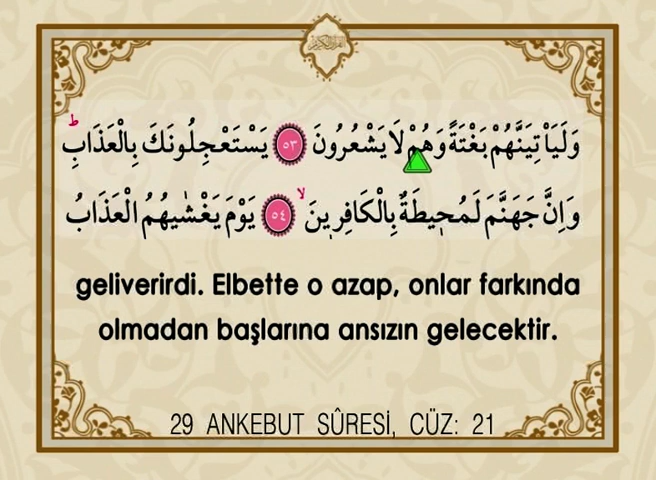 وَلَيَأْتِيَنَّهُمْ بَغْتَةً وَهُمْ لَا يَشْعُرُونَ ﴿٥٣﴾ يَسْتَعْجِلُونَكَ بِالْعَذَابِۜ ط
وَاِنَّ جَهَنَّمَ لَمُحٖيطَةٌ بِالْكَافِرٖينَ ۙ ﴿٥٤﴾ يَوْمَ يَغْشٰيهُمُ الْعَذَابُ
geliverirdi. Elbette o azap, onlar farkında
olmadan başlarına ansızın gelecektir.
29 ANKEBUT SÛRESİ, CÜZ: 21